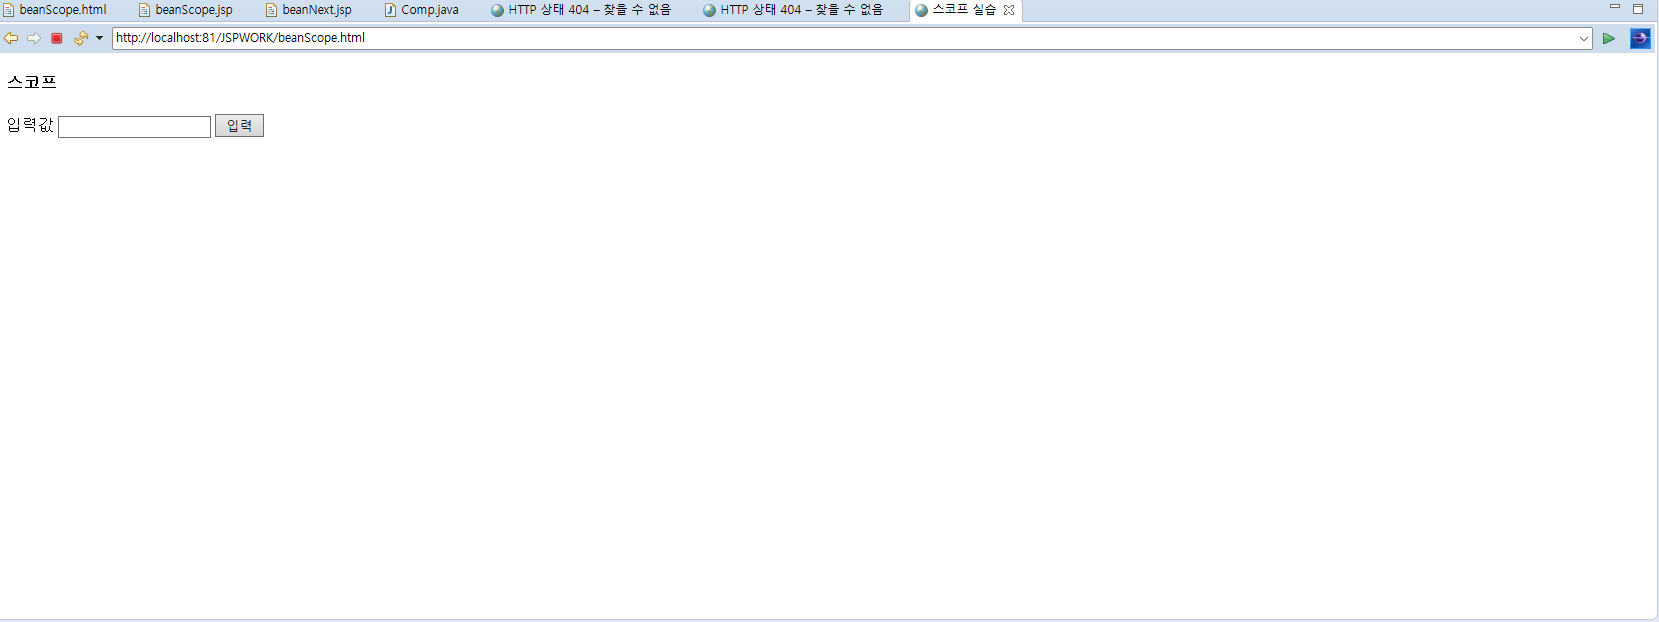 beanScope.html beanScope.jsp beanNext.jsp Comp.java HTTP 상태 404 – 찾을 수 없음 HTTP 상태 404 – 찾을 수 없음 스코프 실습
http://localhost:81/JSPWORK/beanScope.html
스코프
입력값 입력